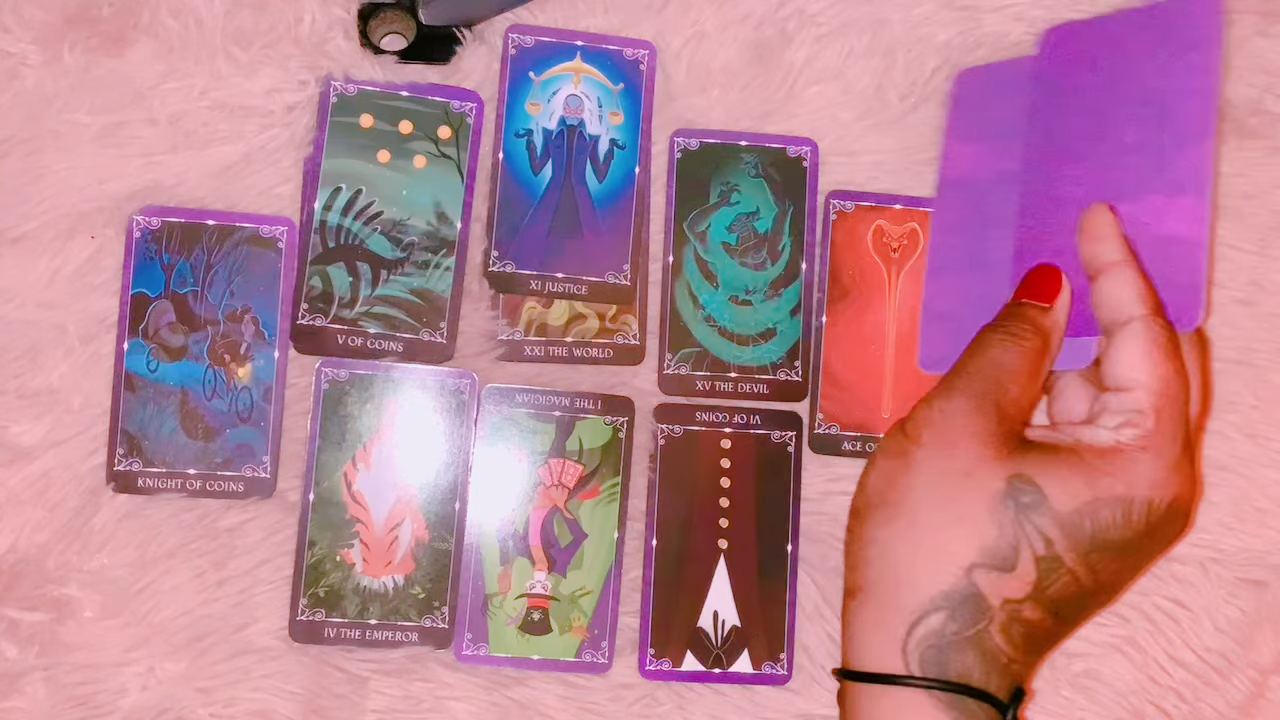 XI JUSTICE
V OF COINS
XXI THE WORLD
XV THE DEVIL
ACE
KNIGHT OF COINS
IV THE EMPEROR
I THE MAGICIAN
VI OF COINS